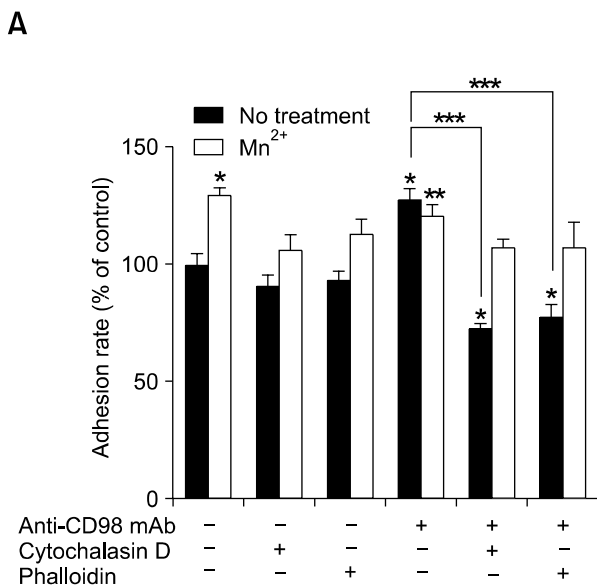 A
***
***
No treatment
Mn2+
150
100
50
0
Adhesion rate (% of control)
*
*
**
*
*
Anti-CD98 mAb − − − + + +
Cytochalasin D − + − − + −
Phalloidin − − + − − +